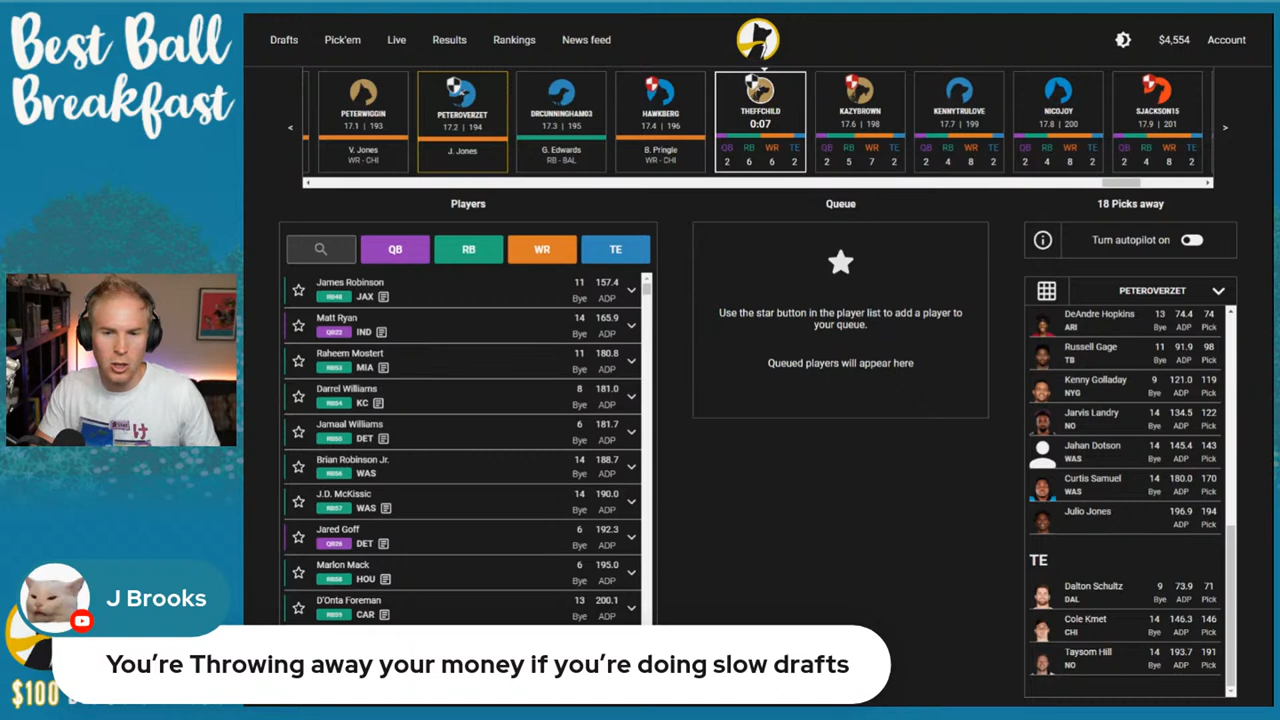 Best Ball
Breakfast
Drafts
Pick'em
Live
Results
Rankings
News feed
$4,554
Account
<
PETERWIGGIN
17.1 | 193
V. Jones
WR - CHI
PETEROVERZET
17.2 | 194
J. Jones
DRCUNNINGHAM03
17.3 | 195
G. Edwards
RB - BAL
HAWKBERG
17.4 | 196
B. Pringle
WR - CHI
THEFFCHILD
0:07
QB RB WR TE
2 6 6 2
KAZYBROWN
17.6 | 198
QB RB WR TE
2 5 7 2
KENNYTRULOVE
17.7 | 199
QB RB WR TE
2 4 8 2
NICOJOY
17.8 | 200
QB RB WR TE
2 4 8 2
SJACKSON15
17.9 | 201
QB RB WR TE
2 4 8 2
>
Players
QB
RB
WR
TE
James Robinson 11 157.4
RB48 JAX Bye ADP
Matt Ryan 14 165.9
QB22 IND Bye ADP
Raheem Mostert 11 180.8
RB53 MIA Bye ADP
Darrel Williams 8 181.0
RB54 KC Bye ADP
Jamaal Williams 6 181.7
RB55 DET Bye ADP
Brian Robinson Jr. 14 188.7
RB56 WAS Bye ADP
J.D. McKissic 14 190.0
RB57 WAS Bye ADP
Jared Goff 6 192.3
QB26 DET Bye ADP
Marlon Mack 6 195.0
RB58 HOU Bye ADP
D'Onta Foreman 13 200.1
RB59 CAR Bye ADP
Queue
Use the star button in the player list to add a player to
your queue.
Queued players will appear here
18 Picks away
Turn autopilot on
PETEROVERZET
DeAndre Hopkins 13 74.4 74
ARI Bye ADP Pick
Russell Gage 11 91.9 98
TB Bye ADP Pick
Kenny Golladay 9 121.0 119
NYG Bye ADP Pick
Jarvis Landry 14 134.5 122
NO Bye ADP Pick
Jahan Dotson 14 145.4 143
WAS Bye ADP Pick
Curtis Samuel 14 180.0 170
WAS Bye ADP Pick
Julio Jones 196.9 194
ADP Pick
TE
Dalton Schultz 9 73.9 71
DAL Bye ADP Pick
Cole Kmet 14 146.3 146
CHI Bye ADP Pick
Taysom Hill 14 193.7 191
NO Bye ADP Pick
J Brooks
You're Throwing away your money if you're doing slow drafts
$100